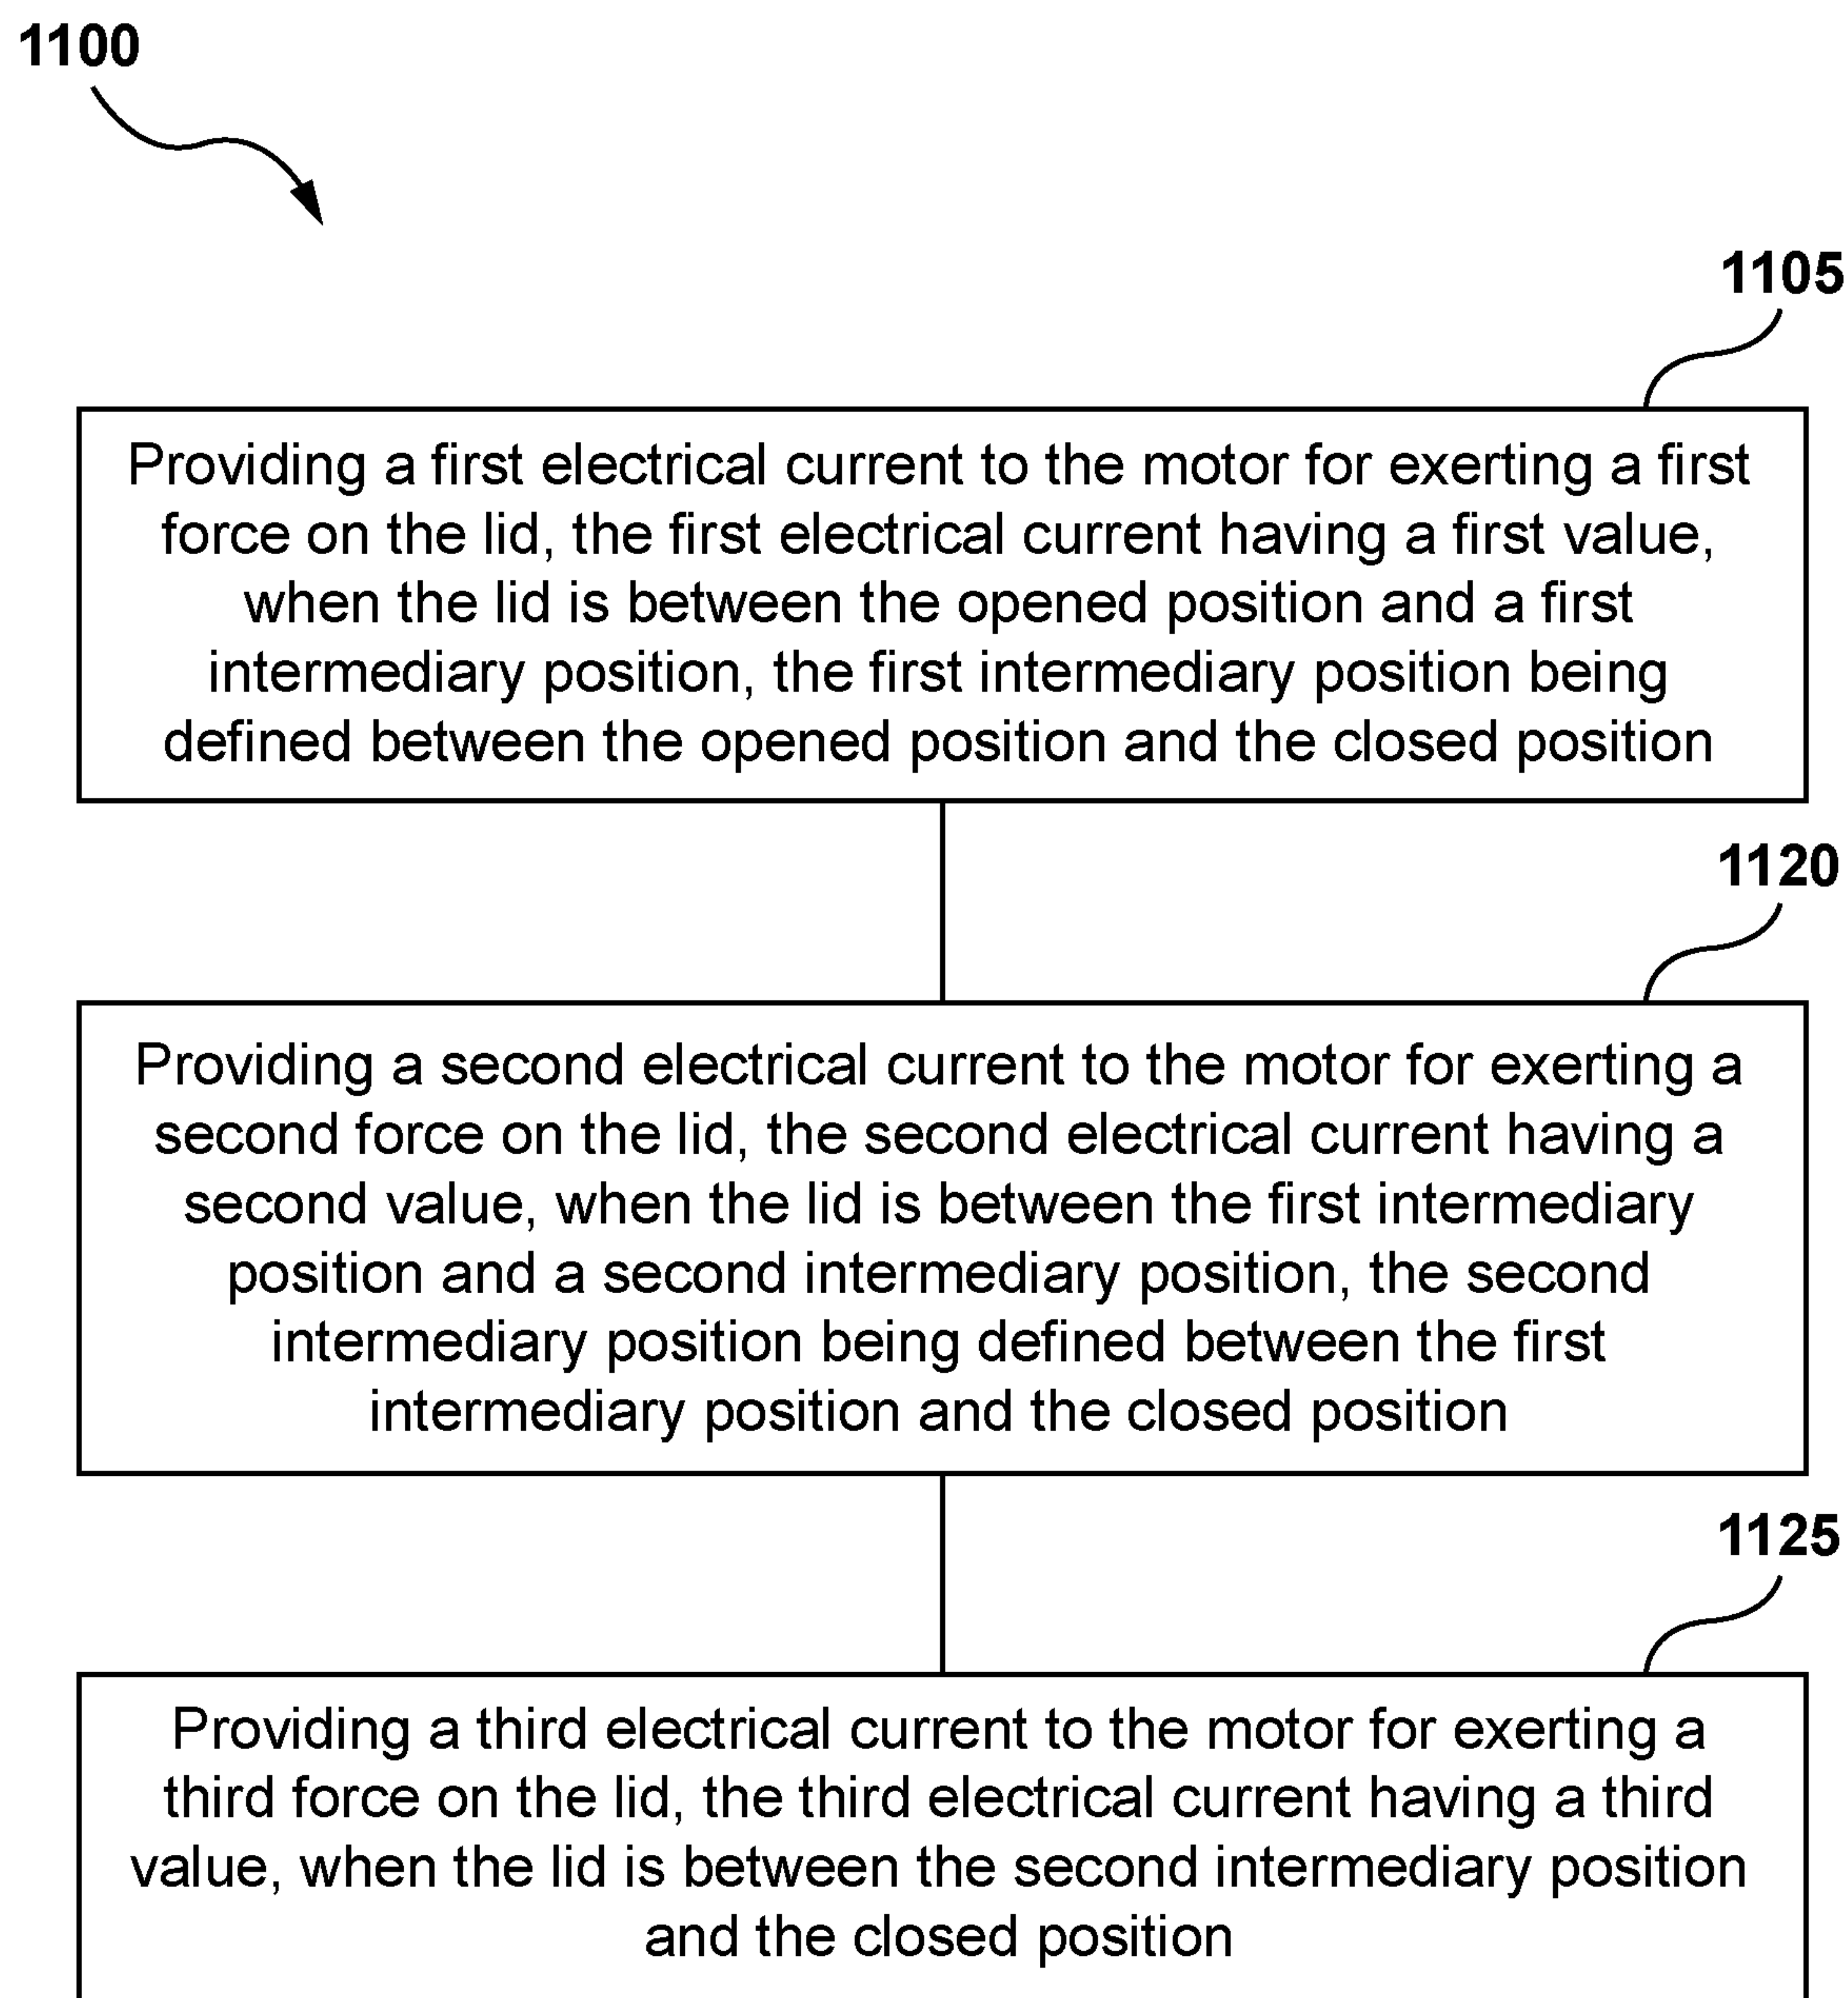 1100
1105
Providing a first electrical current to the motor for exerting a first
force on the lid, the first electrical current having a first value,
when the lid is between the opened position and a first
intermediary position, the first intermediary position being
defined between the opened position and the closed position
1120
Providing a second electrical current to the motor for exerting a
second force on the lid, the second electrical current having a
second value, when the lid is between the first intermediary
position and a second intermediary position, the second
intermediary position being defined between the first
intermediary position and the closed position
1125
Providing a third electrical current to the motor for exerting a
third force on the lid, the third electrical current having a third
value, when the lid is between the second intermediary position
and the closed position